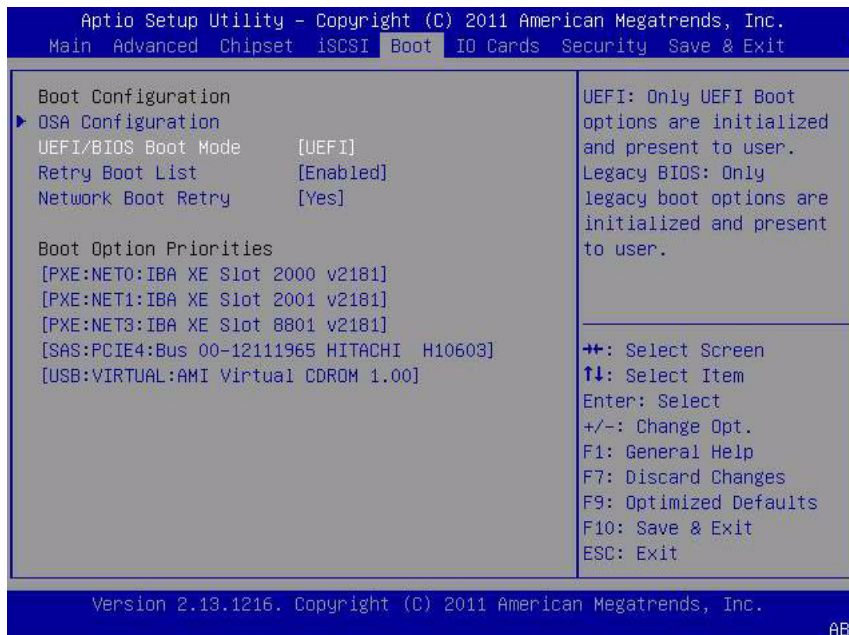 Aptio Setup Utility – Copyright (C) 2011 American Megatrends, Inc.
Main Advanced Chipset iSCSI Boot IO Cards Security Save & Exit
Boot Configuration
OSA Configuration
UEFI/BIOS Boot Mode [UEFI]
Retry Boot List [Enabled]
Network Boot Retry [Yes]
Boot Option Priorities
[PXE:NET0:IBA XE Slot 2000 v2181]
[PXE:NET1:IBA XE Slot 2001 v2181]
[PXE:NET3:IBA XE Slot 8801 v2181]
[SAS:PCIE4:Bus 00-12111965 HITACHI  H10603]
[USB:VIRTUAL:AMI Virtual CDROM 1.00]
UEFI: Only UEFI Boot
options are initialized
and present to user.
Legacy BIOS: Only
legacy boot options are
initialized and present
to user.
→←: Select Screen
↑↓: Select Item
Enter: Select
+/-: Change Opt.
F1: General Help
F7: Discard Changes
F9: Optimized Defaults
F10: Save & Exit
ESC: Exit
Version 2.13.1216. Copyright (C) 2011 American Megatrends, Inc.
AB